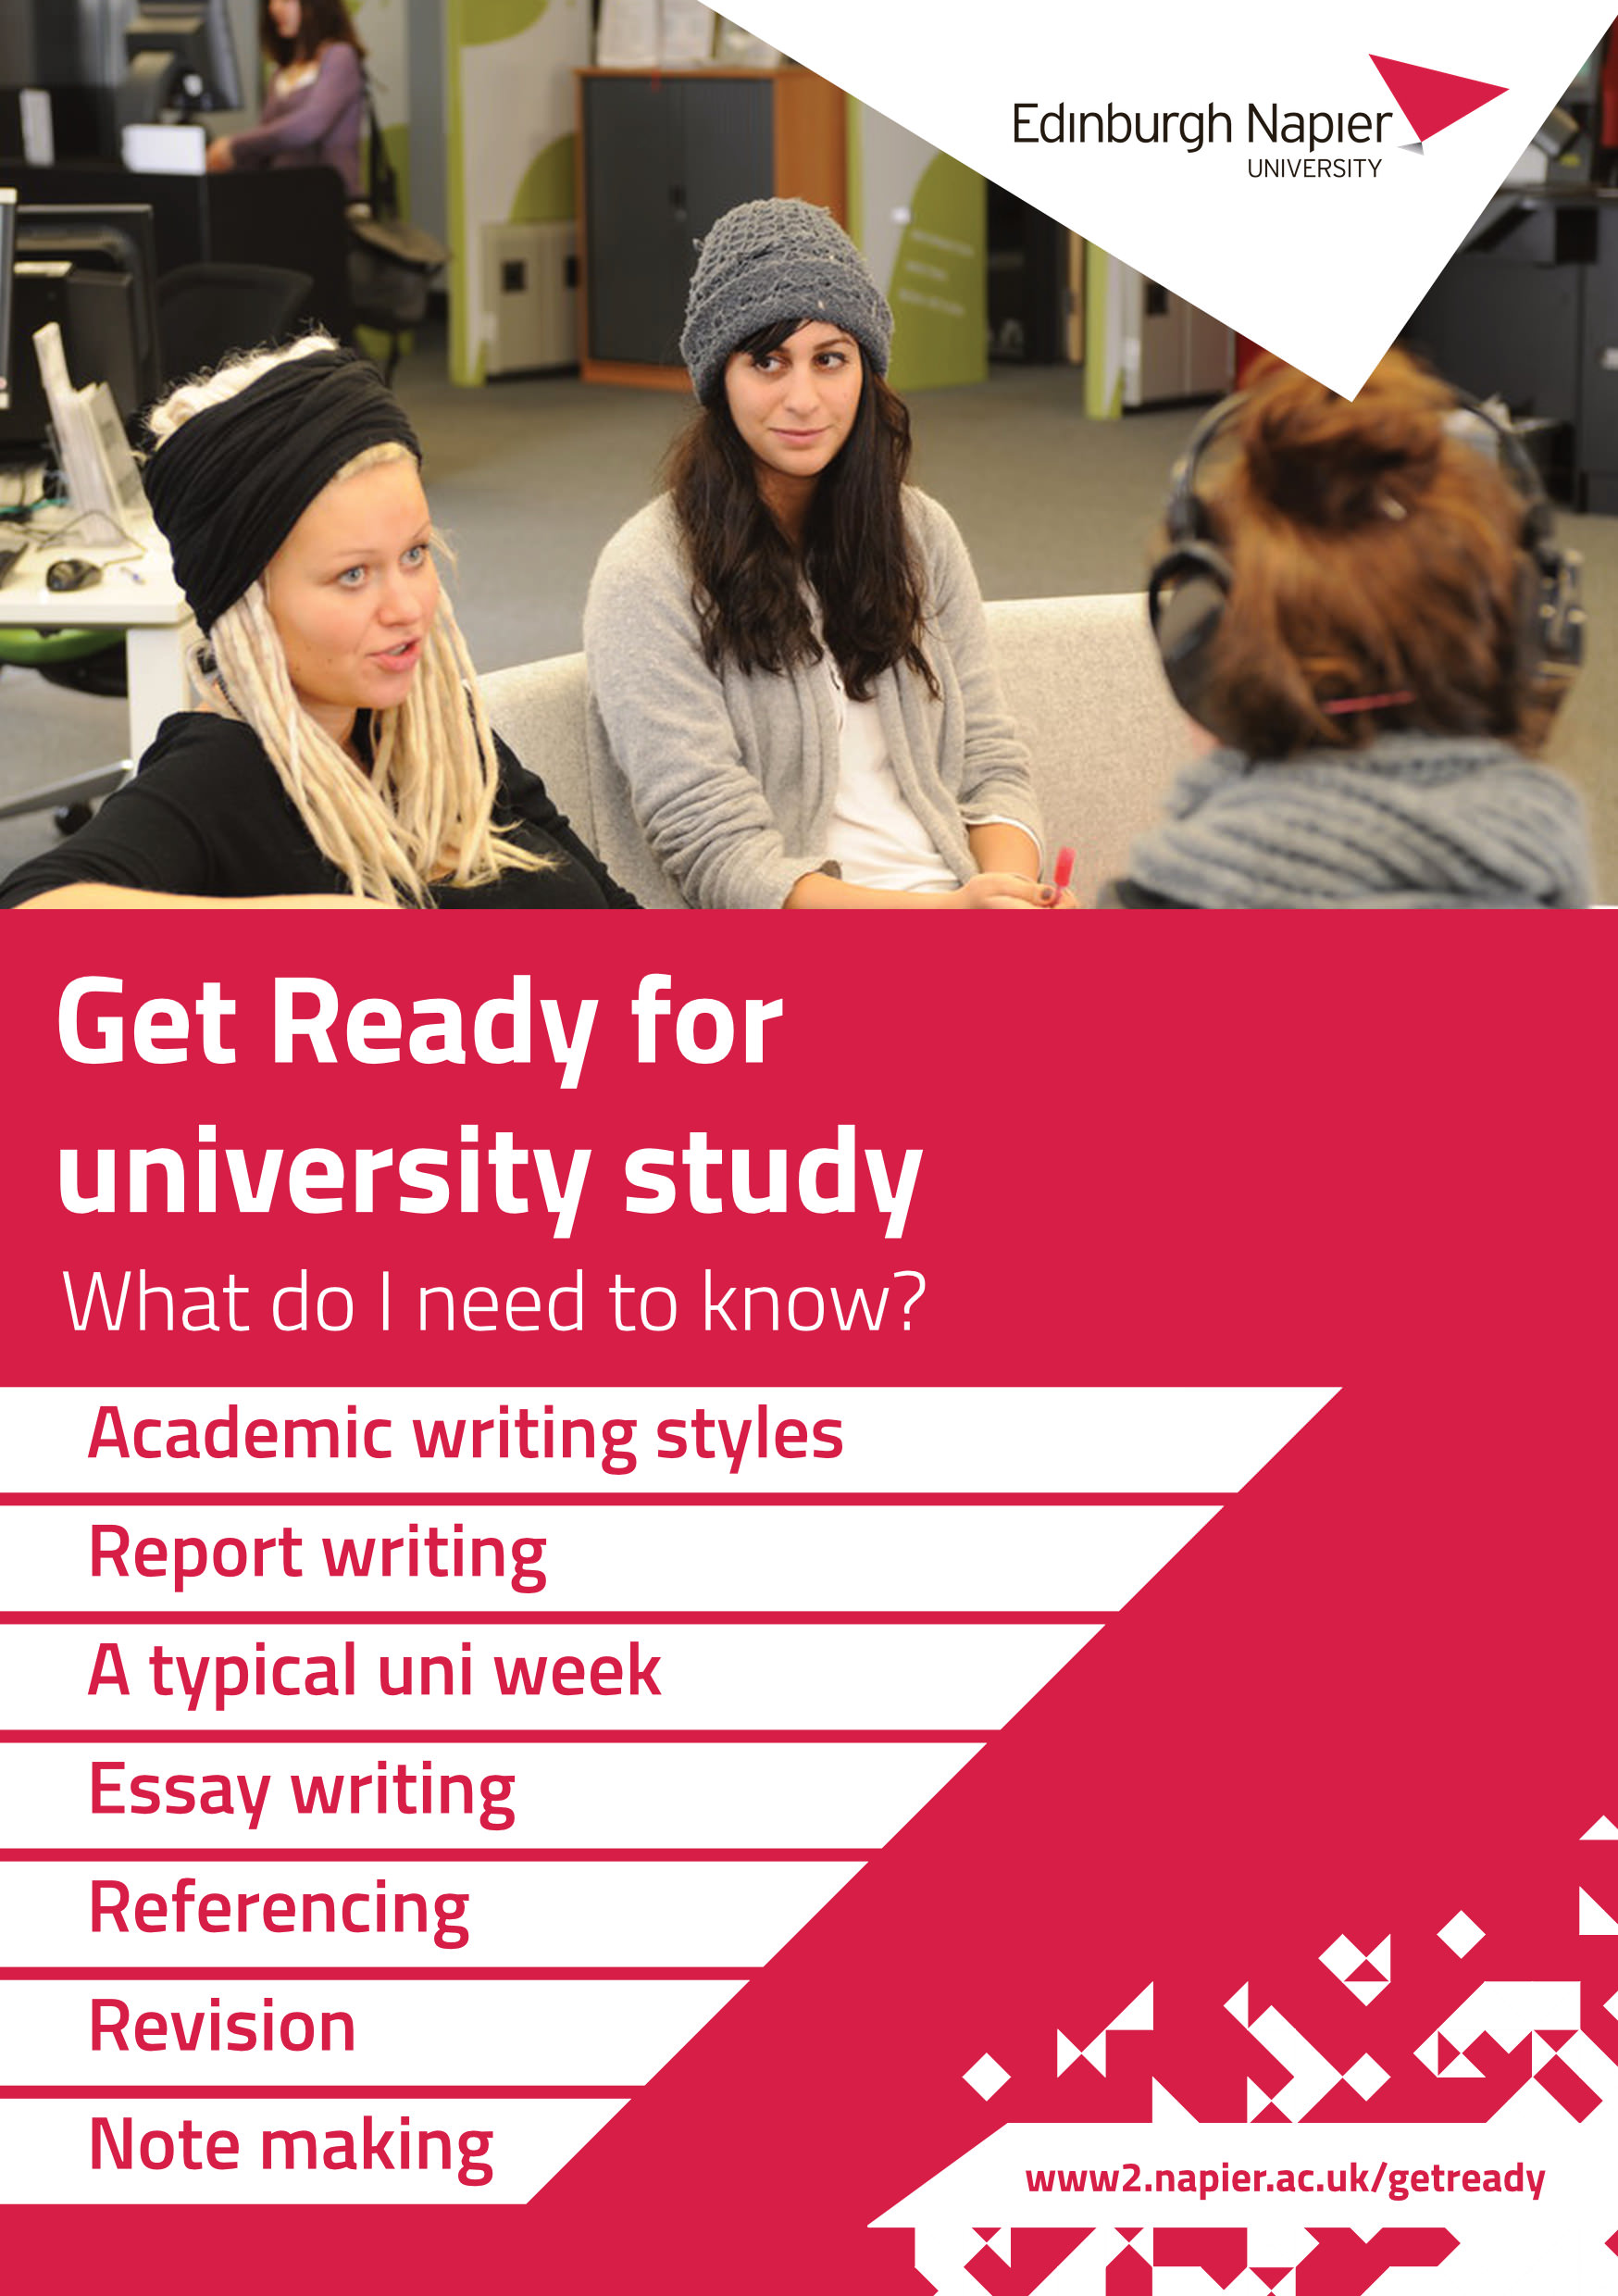 Edinburgh Napier
UNIVERSITY
Get Ready for
university study
What do I need to know?
Academic writing styles
Report writing
A typical uni week
Essay writing
Referencing
Revision
Note making
www2.napier.ac.uk/getready